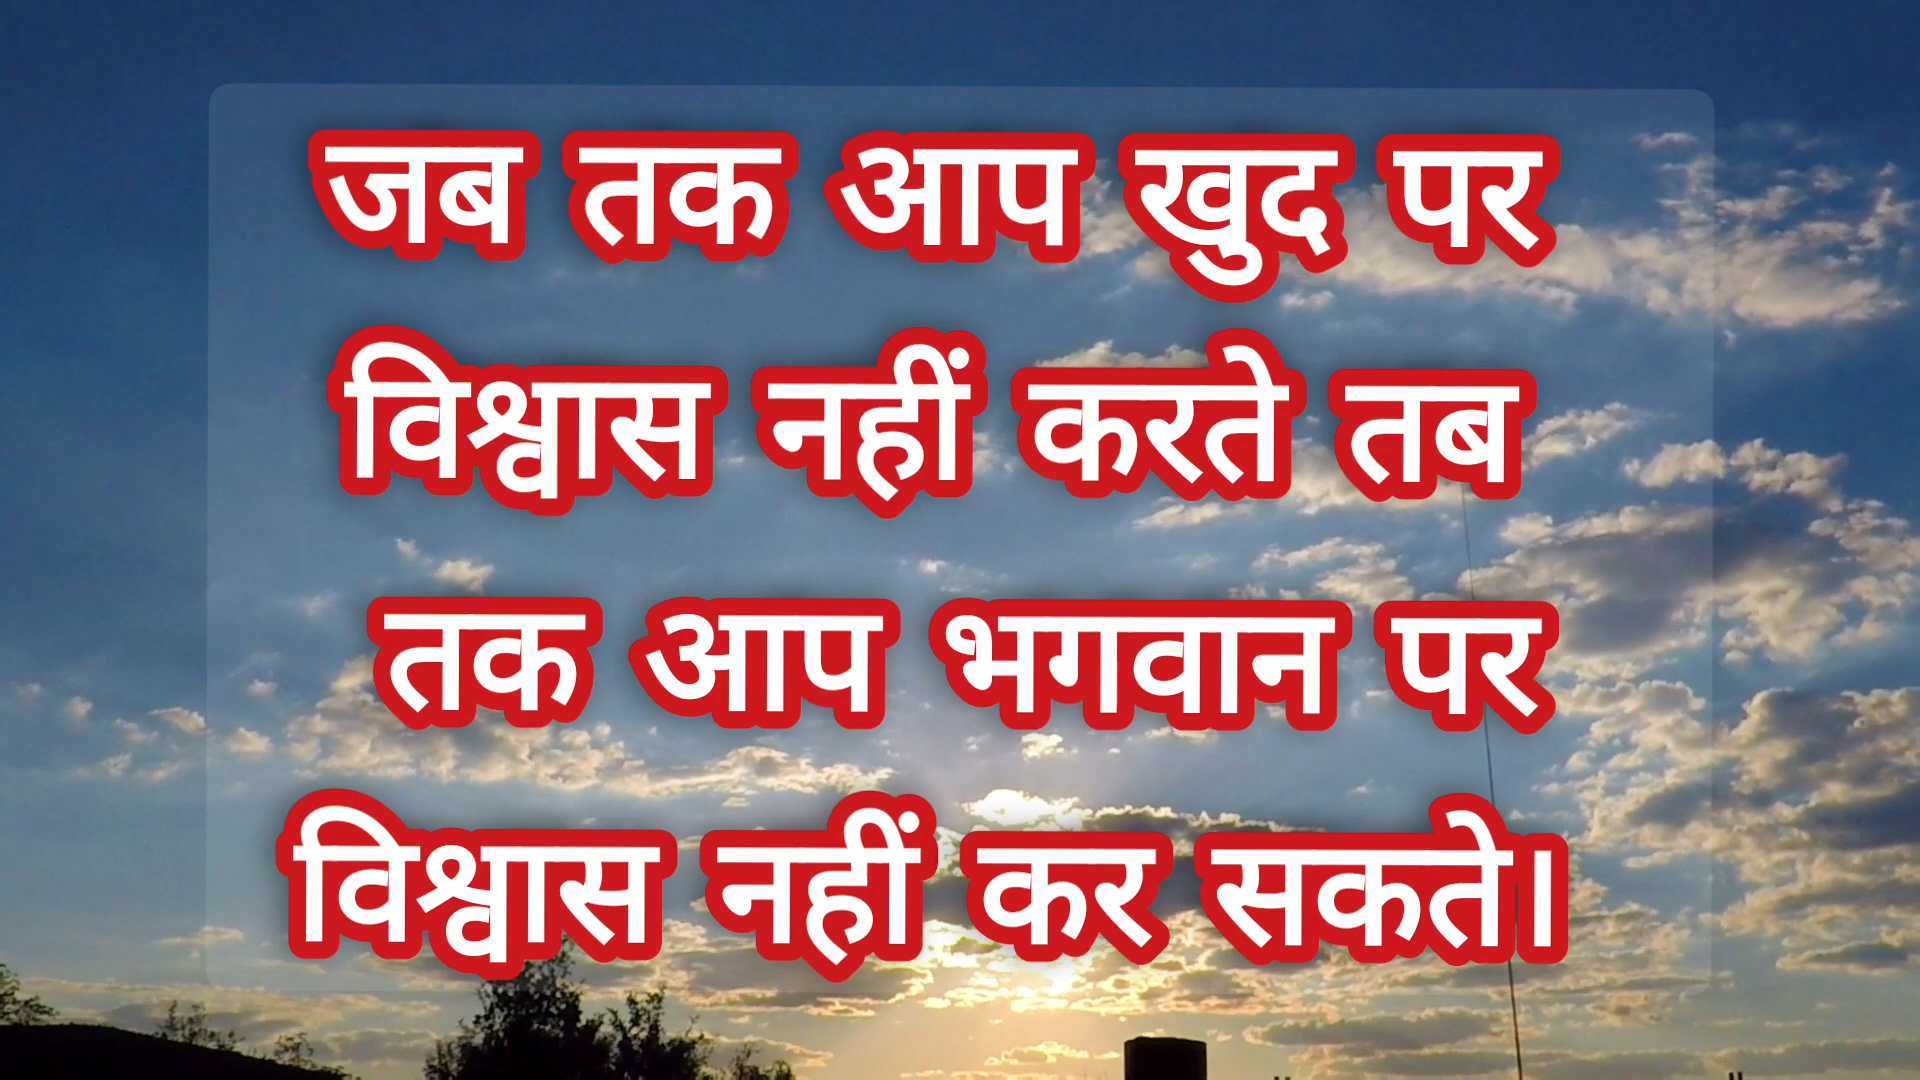 जब तक आप खुद पर
विश्वास नहीं करते तब
तक आप भगवान पर
विश्वास नहीं कर सकते।